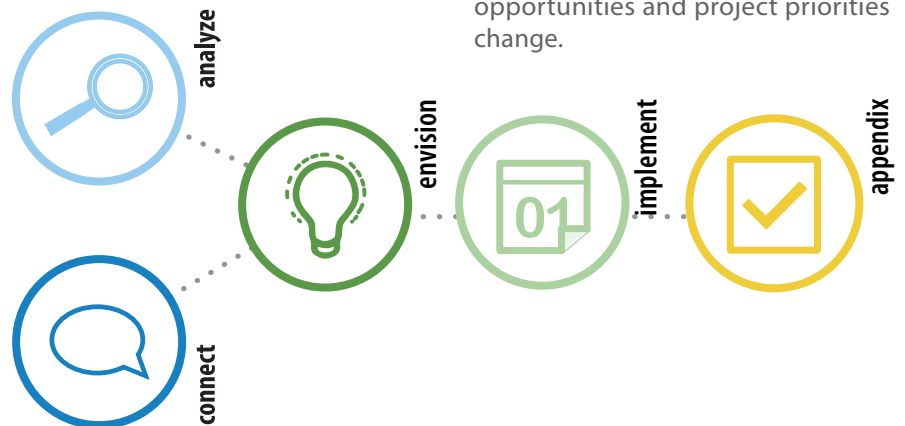 opportunities and project priorities
change.
analyze
connect
envision
implement
01
appendix